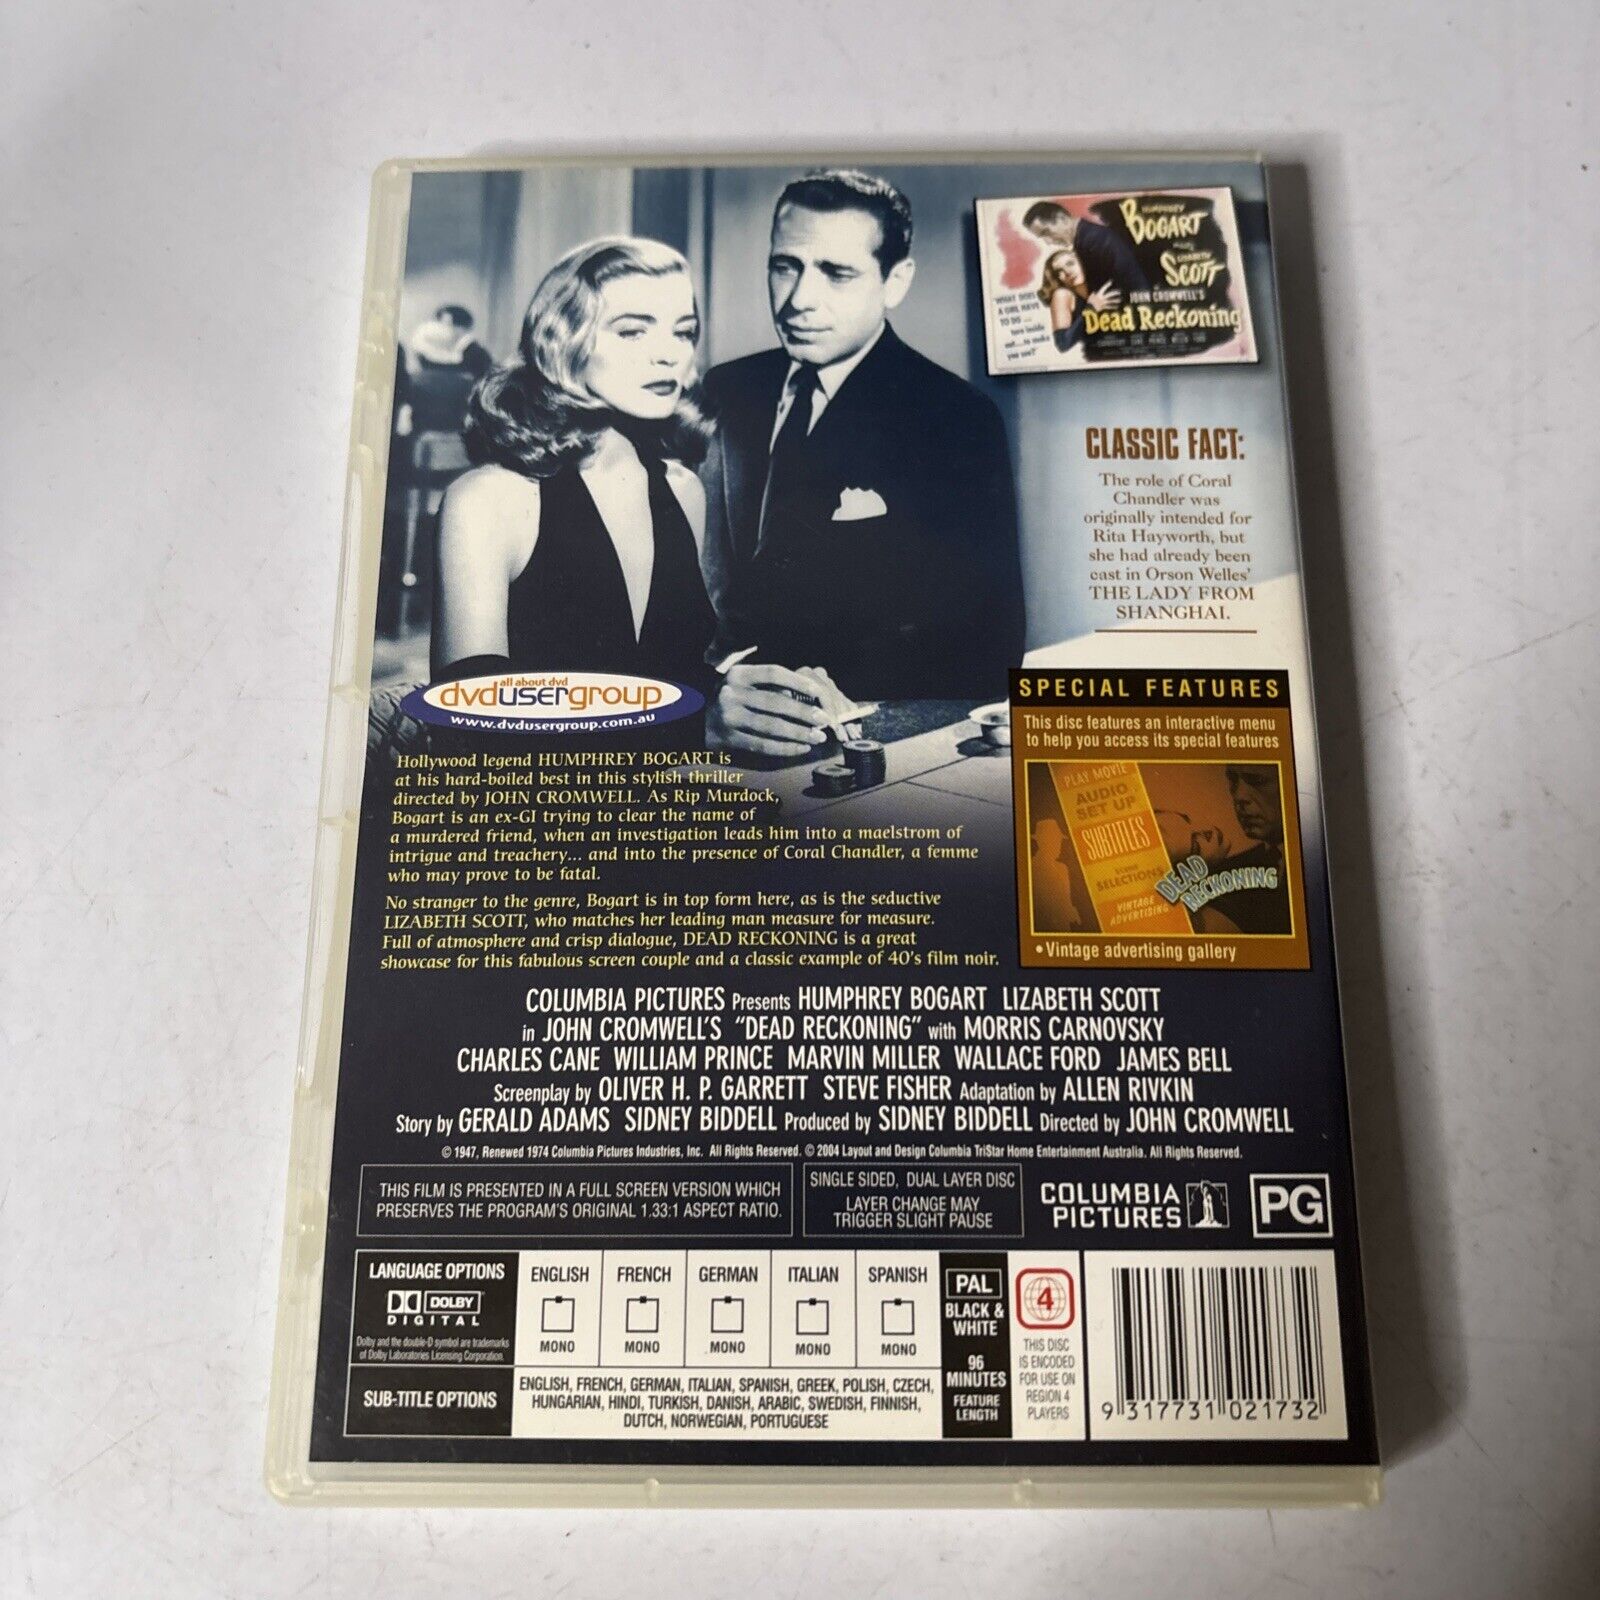 HUMPHREY
BOGART
SCOTT
JOHN CROMWELL'S
Dead Reckoning
CLASSIC FACT:
The role of Coral
Chandler was
originally intended for
Rita Hayworth, but
she had already been
cast in Orson Welles'
THE LADY FROM
SHANGHAI.
all about dvd
dvdusergroup
www.dvdusergroup.com.au
Hollywood legend HUMPHREY BOGART is
at his hard-boiled best in this stylish thriller
directed by JOHN CROMWELL. As Rip Murdock,
Bogart is an ex-GI trying to clear the name of
a murdered friend, when an investigation leads him into a maelstrom of
intrigue and treachery... and into the presence of Coral Chandler, a femme
who may prove to be fatal.
No stranger to the genre, Bogart is in top form here, as is the seductive
LIZABETH SCOTT, who matches her leading man measure for measure.
Full of atmosphere and crisp dialogue, DEAD RECKONING is a great
showcase for this fabulous screen couple and a classic example of 40's film noir.
SPECIAL FEATURES
This disc features an interactive menu
to help you access its special features
PLAY MOVIE
AUDIO
SET UP
SUBTITLES
SCENE
SELECTIONS
VINTAGE
ADVERTISING
DEAD
RECKONING
• Vintage advertising gallery
COLUMBIA PICTURES Presents HUMPHREY BOGART LIZABETH SCOTT
in JOHN CROMWELL'S "DEAD RECKONING" with MORRIS CARNOVSKY
CHARLES CANE WILLIAM PRINCE MARVIN MILLER WALLACE FORD JAMES BELL
Screenplay by OLIVER H. P. GARRETT STEVE FISHER Adaptation by ALLEN RIVKIN
Story by GERALD ADAMS SIDNEY BIDDELL Produced by SIDNEY BIDDELL Directed by JOHN CROMWELL
© 1947, Renewed 1974 Columbia Pictures Industries, Inc. All Rights Reserved. © 2004 Layout and Design Columbia TriStar Home Entertainment Australia. All Rights Reserved.
THIS FILM IS PRESENTED IN A FULL SCREEN VERSION WHICH
PRESERVES THE PROGRAM'S ORIGINAL 1.33:1 ASPECT RATIO.
SINGLE SIDED, DUAL LAYER DISC
LAYER CHANGE MAY
TRIGGER SLIGHT PAUSE
COLUMBIA
PICTURES
PG
LANGUAGE OPTIONS
DOLBY
DIGITAL
Dolby and the double-D symbol are trademarks
of Dolby Laboratories Licensing Corporation.
ENGLISH
MONO
FRENCH
MONO
GERMAN
MONO
ITALIAN
MONO
SPANISH
MONO
SUB-TITLE OPTIONS
ENGLISH, FRENCH, GERMAN, ITALIAN, SPANISH, GREEK, POLISH, CZECH,
HUNGARIAN, HINDI, TURKISH, DANISH, ARABIC, SWEDISH, FINNISH,
DUTCH, NORWEGIAN, PORTUGUESE
PAL
BLACK &
WHITE
96
MINUTES
FEATURE
LENGTH
4
THIS DISC
IS ENCODED
FOR USE ON
REGION 4
PLAYERS
9 317731 021732